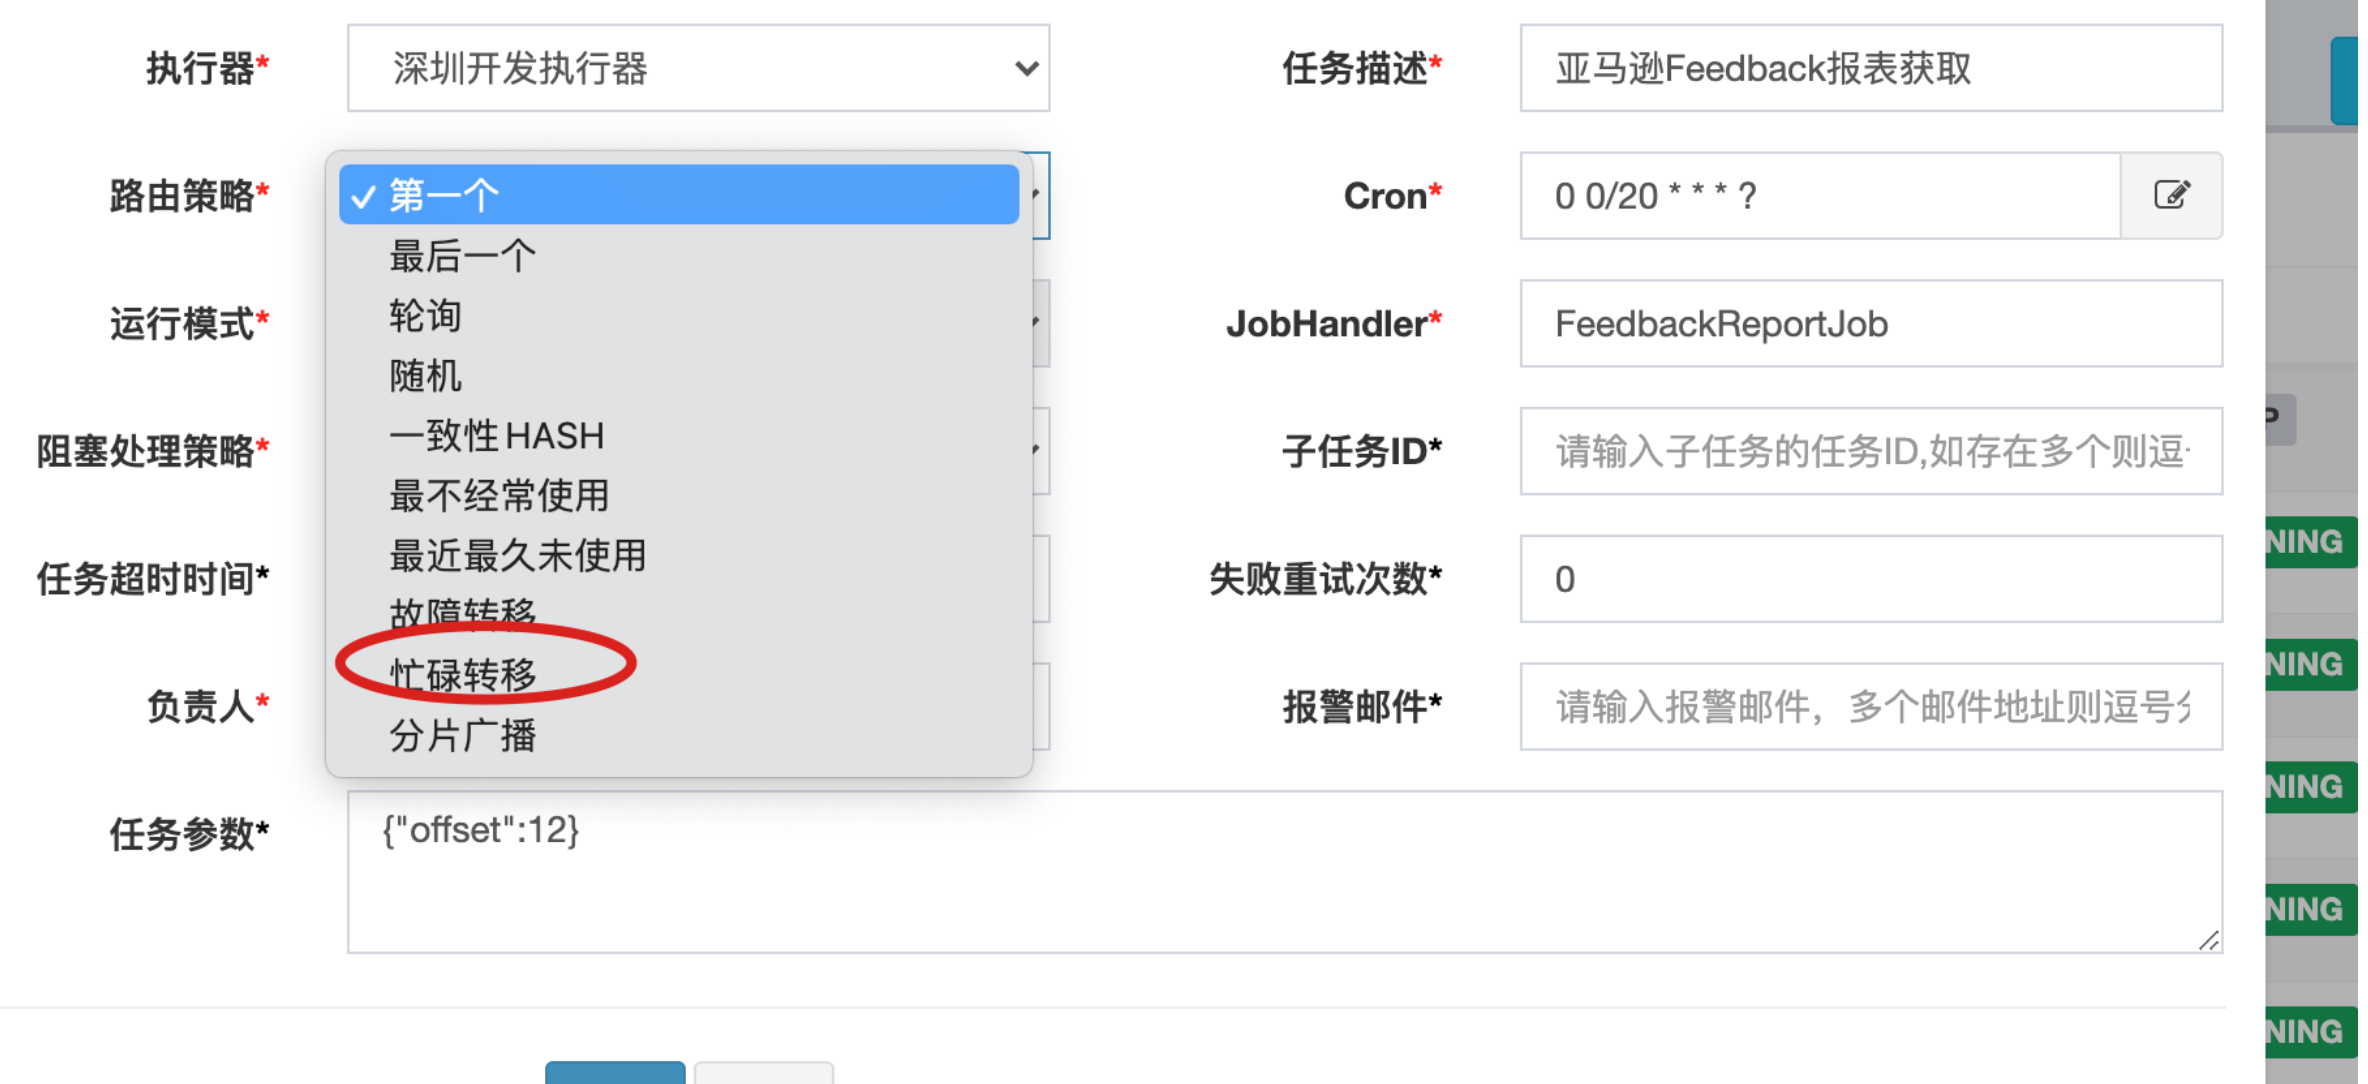 执行器* 深圳开发执行器 任务描述* 亚马逊Feedback报表获取
路由策略* ✓ 第一个 Cron* 0 0/20 * * * ?
最后一个
运行模式* 轮询 JobHandler* FeedbackReportJob
随机
阻塞处理策略* 一致性HASH 子任务ID* 请输入子任务的任务ID,如存在多个则逗
最不经常使用
任务超时时间* 最近最久未使用 失败重试次数* 0
故障转移
负责人* 忙碌转移 报警邮件* 请输入报警邮件，多个邮件地址则逗号分
分片广播
任务参数* {"offset":12}
P
NING
NING
NING
NING
NING